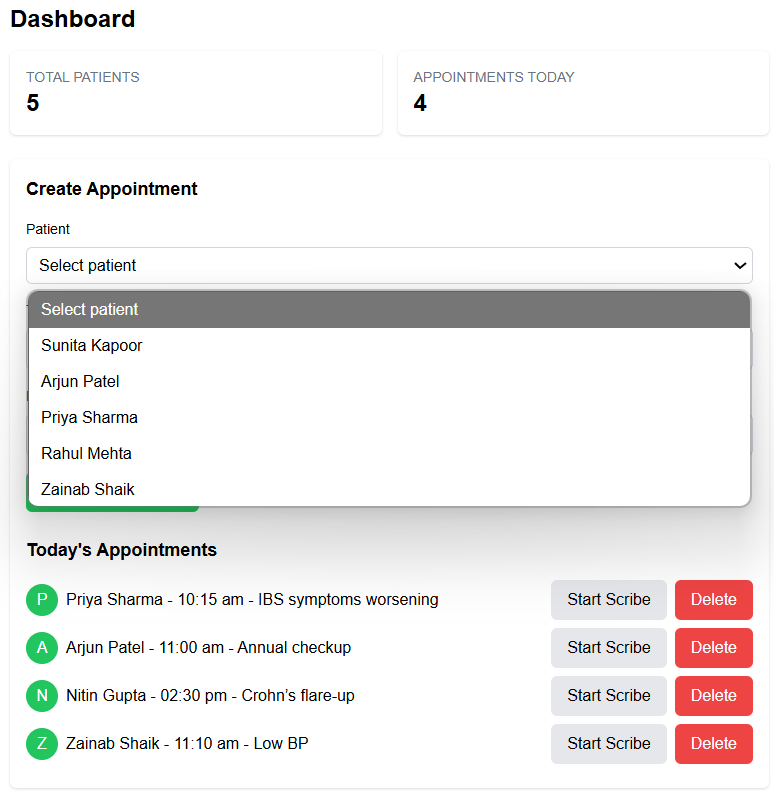 Dashboard
TOTAL PATIENTS
5
APPOINTMENTS TODAY
4
Create Appointment
Patient
Select patient
Select patient
Sunita Kapoor
Arjun Patel
Priya Sharma
Rahul Mehta
Zainab Shaik
Today's Appointments
P Priya Sharma - 10:15 am - IBS symptoms worsening Start Scribe Delete
A Arjun Patel - 11:00 am - Annual checkup Start Scribe Delete
N Nitin Gupta - 02:30 pm - Crohn’s flare-up Start Scribe Delete
Z Zainab Shaik - 11:10 am - Low BP Start Scribe Delete